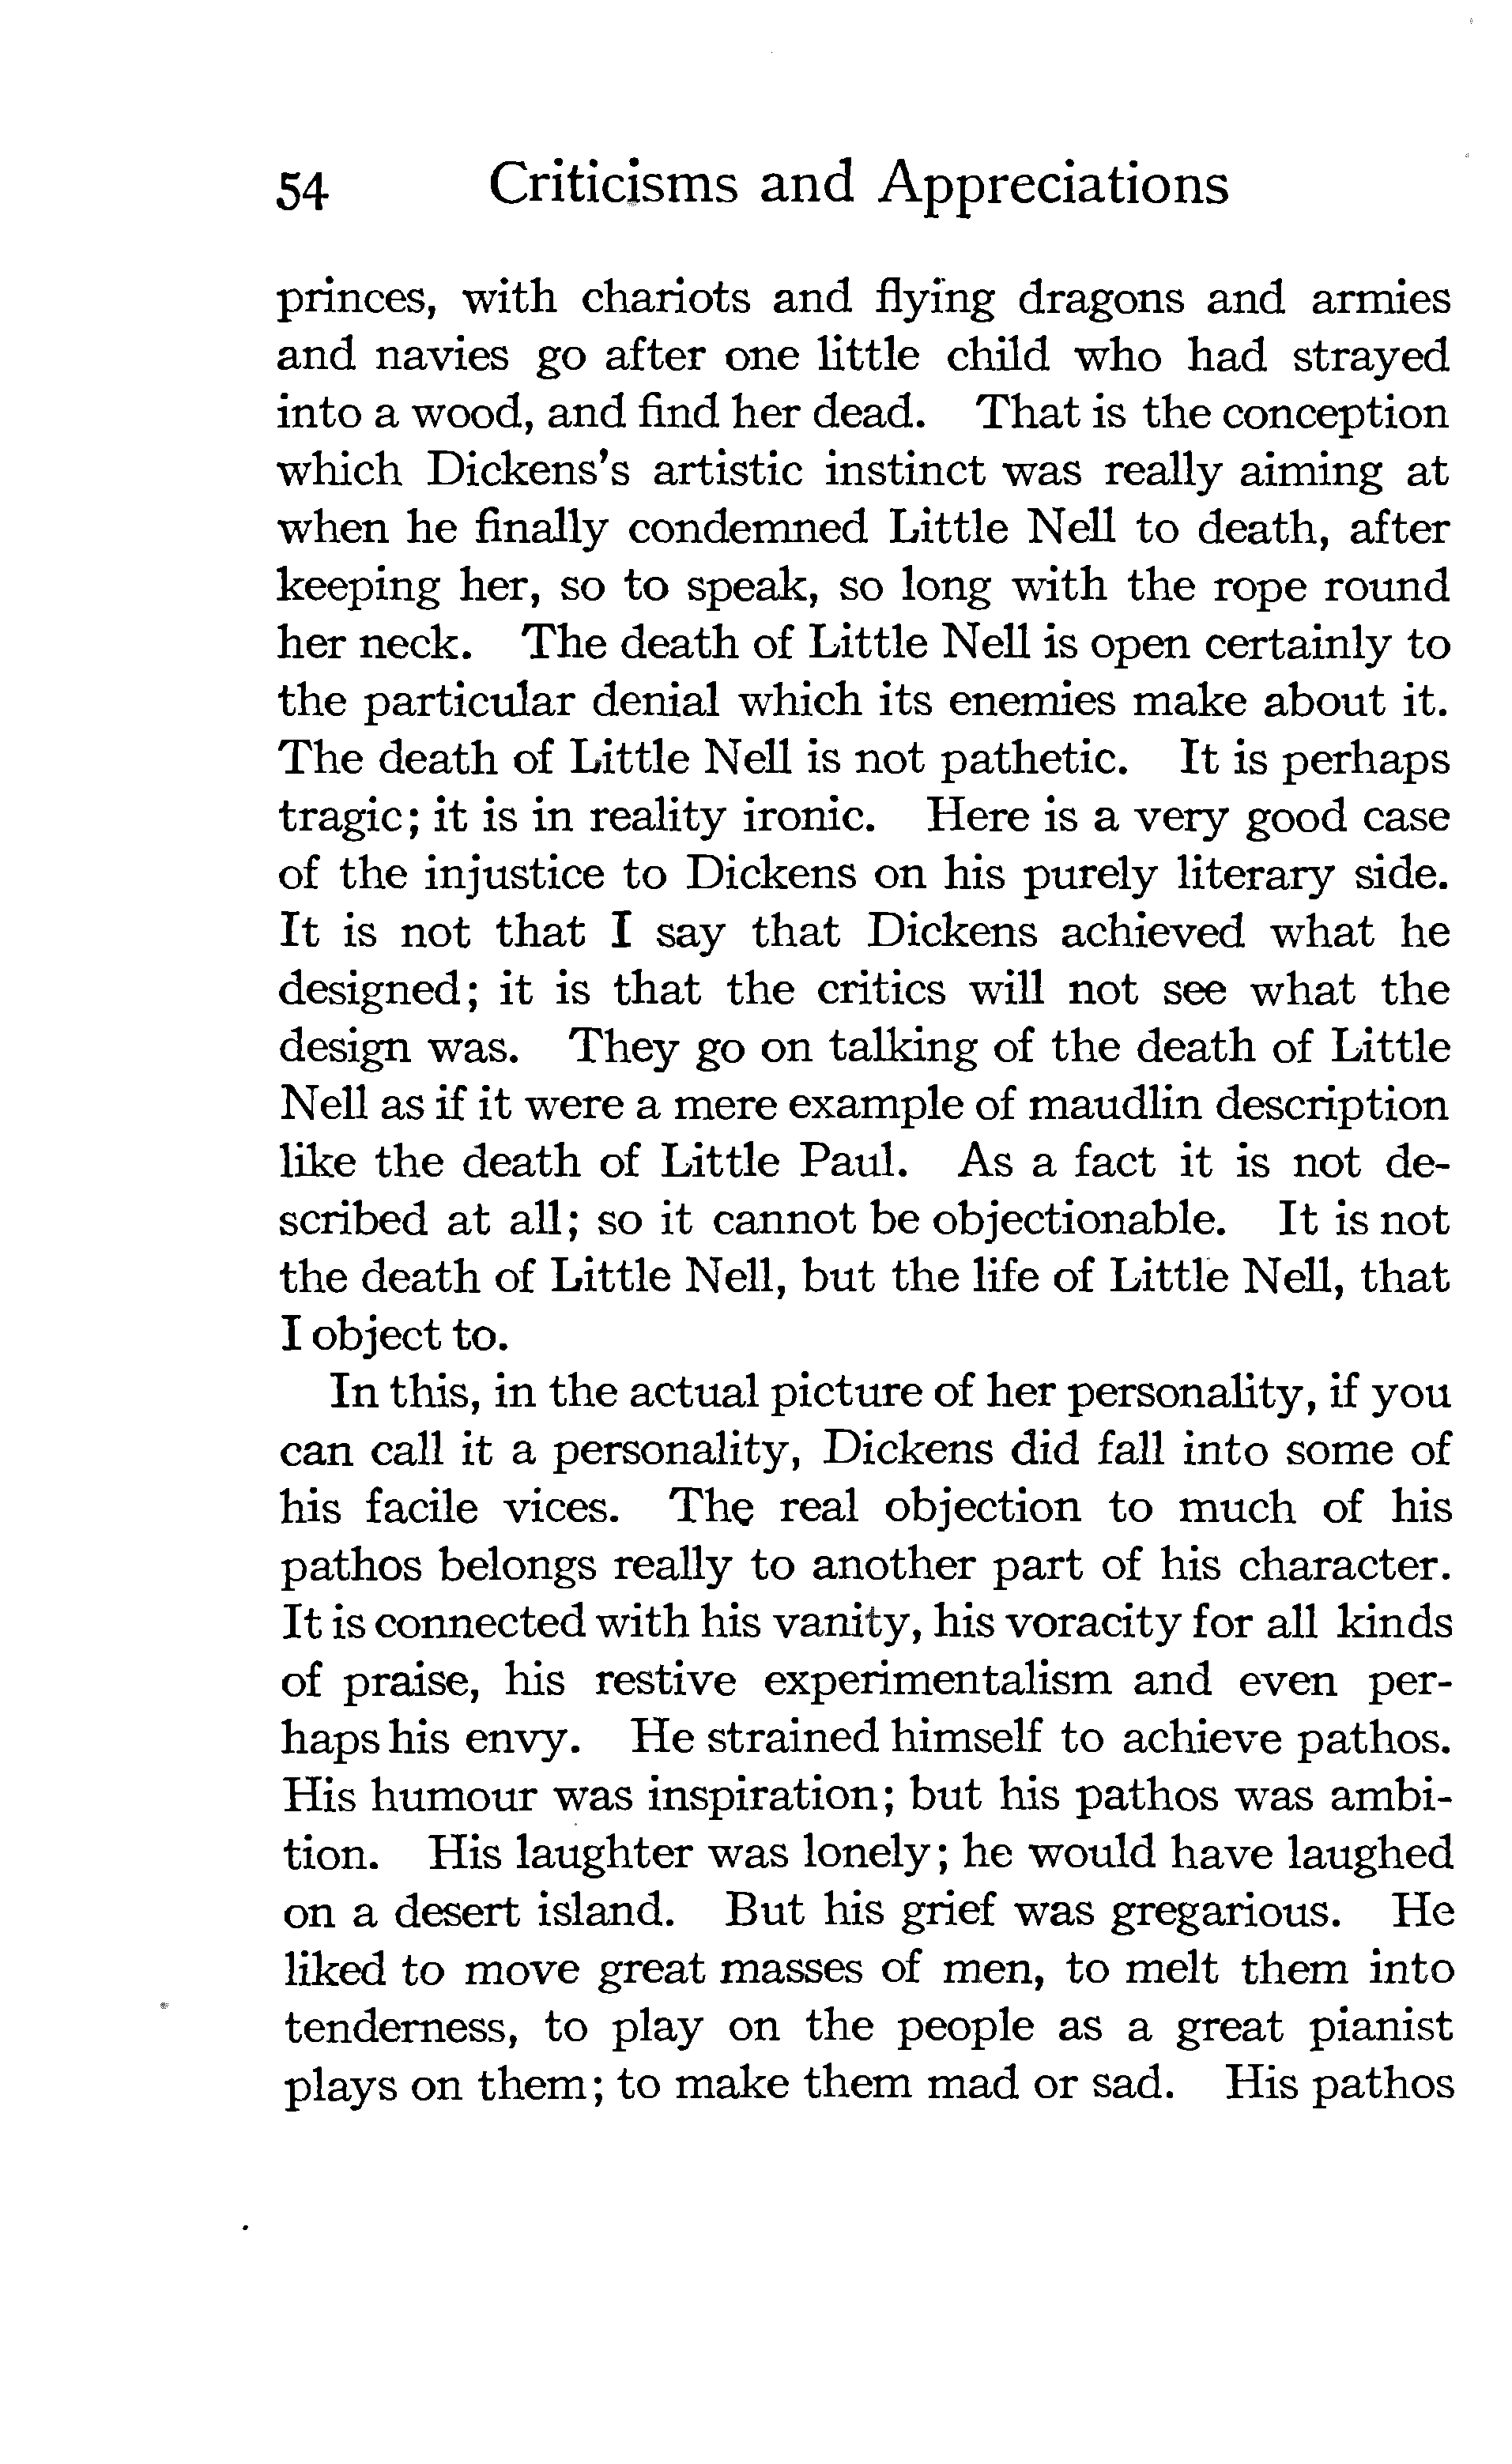 54 Criticisms and Appreciations
princes, with chariots and flying dragons and armies
and navies go after one little child who had strayed
into a wood, and find her dead. That is the conception
which Dickens's artistic instinct was really aiming at
when he finally condemned Little Nell to death, after
keeping her, so to speak, so long with the rope round
her neck. The death of Little Nell is open certainly to
the particular denial which its enemies make about it.
The death of Little Nell is not pathetic. It is perhaps
tragic; it is in reality ironic. Here is a very good case
of the injustice to Dickens on his purely literary side.
It is not that I say that Dickens achieved what he
designed; it is that the critics will not see what the
design was. They go on talking of the death of Little
Nell as if it were a mere example of maudlin description
like the death of Little Paul. As a fact it is not de-
scribed at all; so it cannot be objectionable. It is not
the death of Little Nell, but the life of Little Nell, that
I object to.
In this, in the actual picture of her personality, if you
can call it a personality, Dickens did fall into some of
his facile vices. The real objection to much of his
pathos belongs really to another part of his character.
It is connected with his vanity, his voracity for all kinds
of praise, his restive experimentalism and even per-
haps his envy. He strained himself to achieve pathos.
His humour was inspiration; but his pathos was ambi-
tion. His laughter was lonely; he would have laughed
on a desert island. But his grief was gregarious. He
liked to move great masses of men, to melt them into
tenderness, to play on the people as a great pianist
plays on them; to make them mad or sad. His pathos